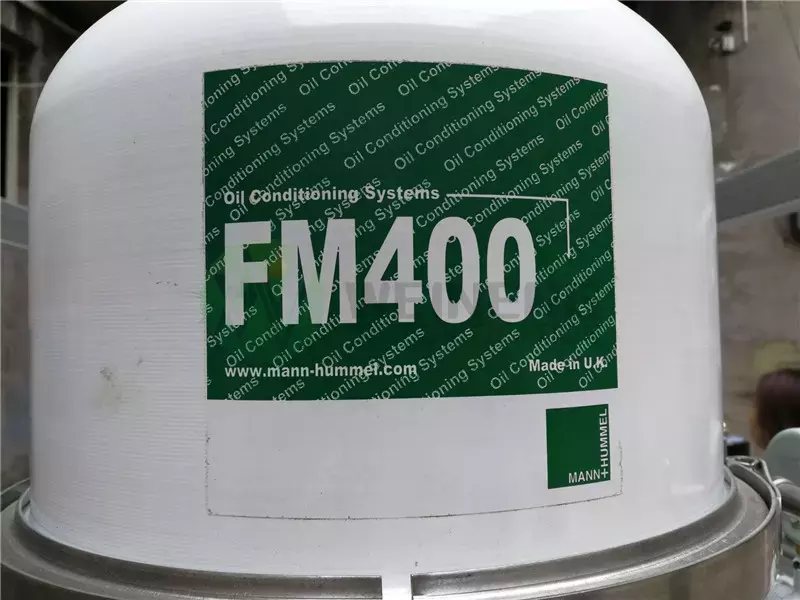 Oil Conditioning Systems
FM400
www.mann-hummel.com
Made in U.K.
MANN+HUMMEL